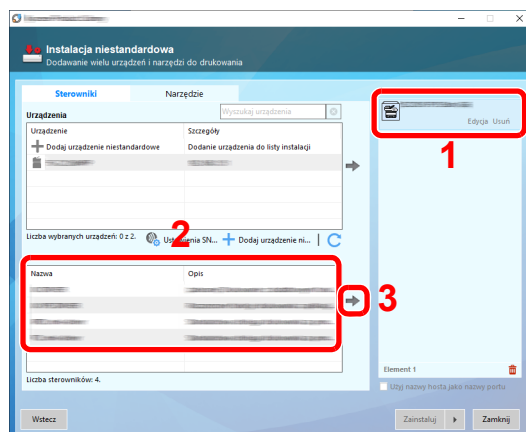 Instalacja niestandardowa
Dodawanie wielu urządzeń i narzędzi do drukowania
Sterowniki Narzędzie
Urządzenia Wyszukaj urządzenia
Urządzenie Szczegóły
Dodaj urządzenie niestandardowe Dodanie urządzenia do listy instalacji
Liczba wybranych urządzeń: 0 z 2. Ustawienia SN... Dodaj urządzenie ni...
2
Nazwa Opis
3
Liczba sterowników: 4.
Edycja Usuń
1
Element 1
Użyj nazwy hosta jako nazwy portu
Wstecz Zainstaluj Zamknij